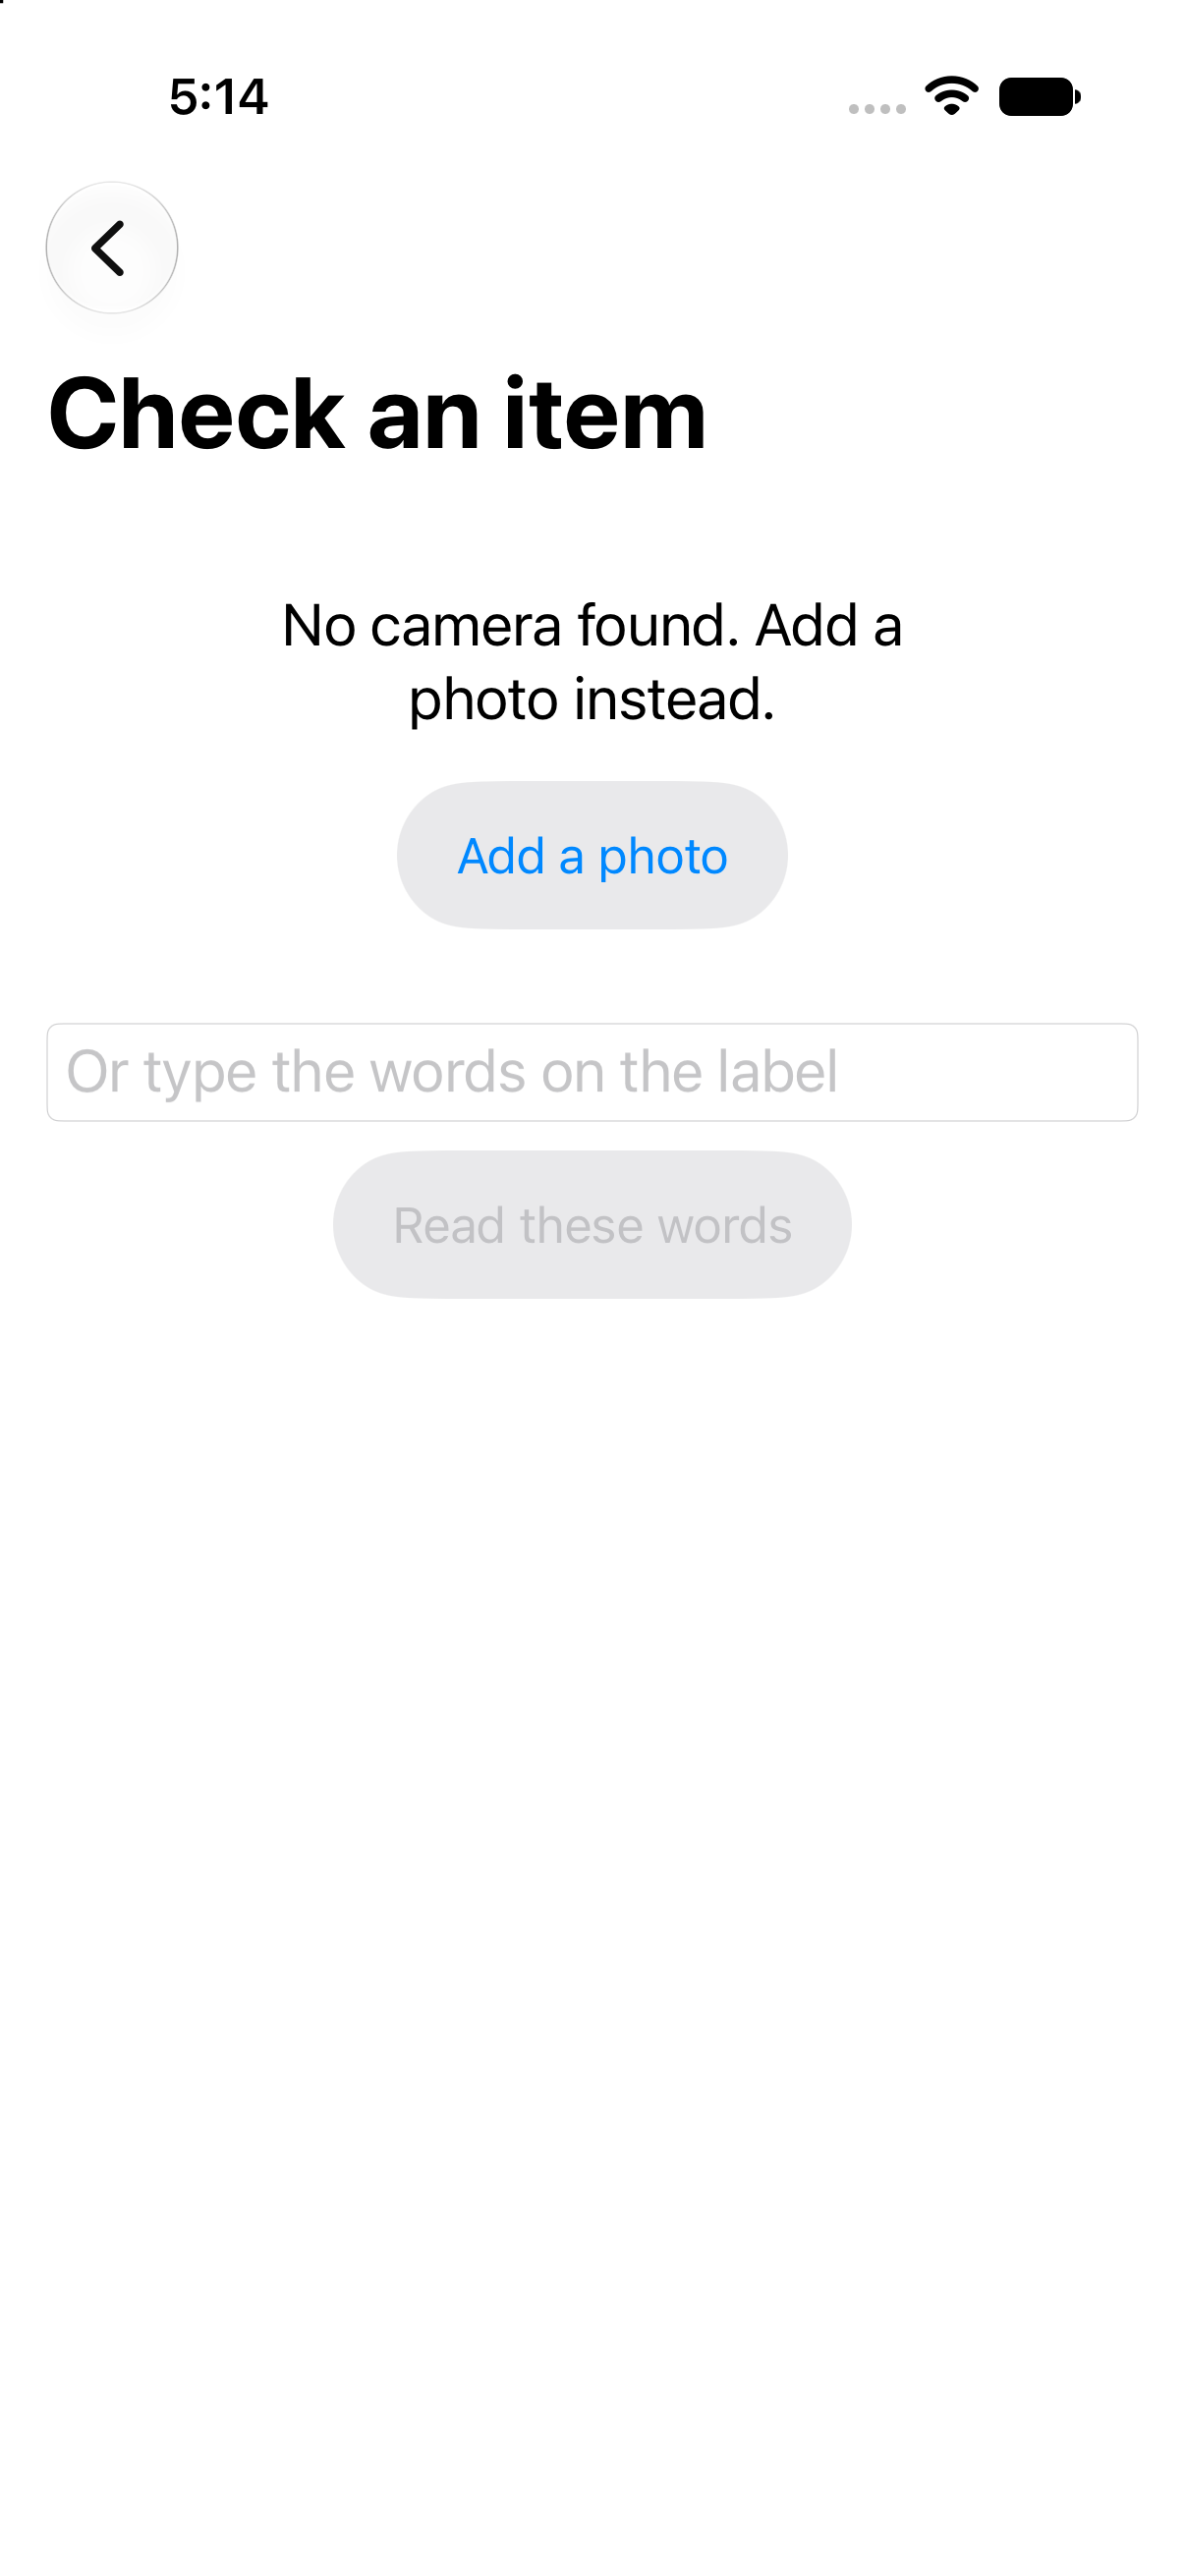 5:14
Check an item
No camera found. Add a
photo instead.
Add a photo
Or type the words on the label
Read these words